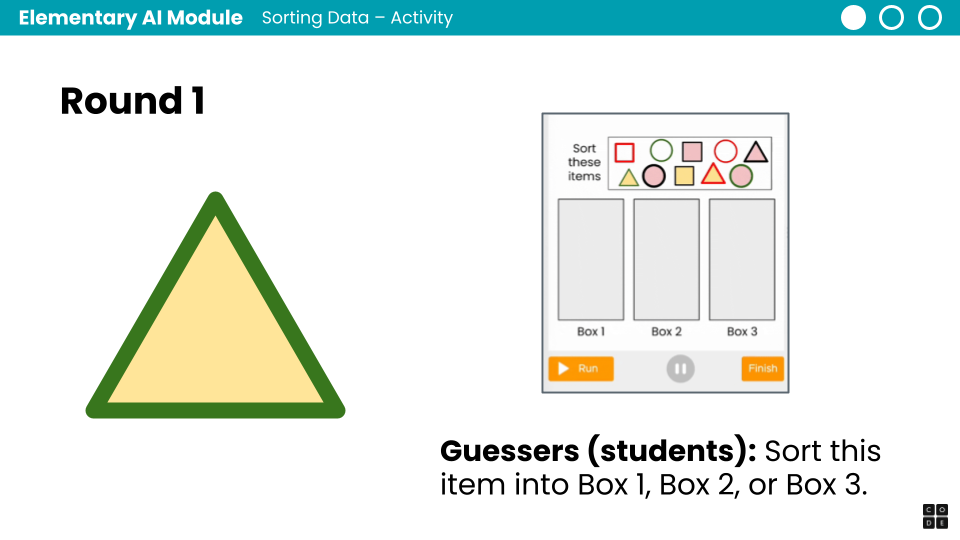 Elementary AI Module Sorting Data – Activity
Round 1
Sort
these
items
Box 1 Box 2 Box 3
Run Finish
Guessers (students): Sort this
item into Box 1, Box 2, or Box 3.
C O
D E